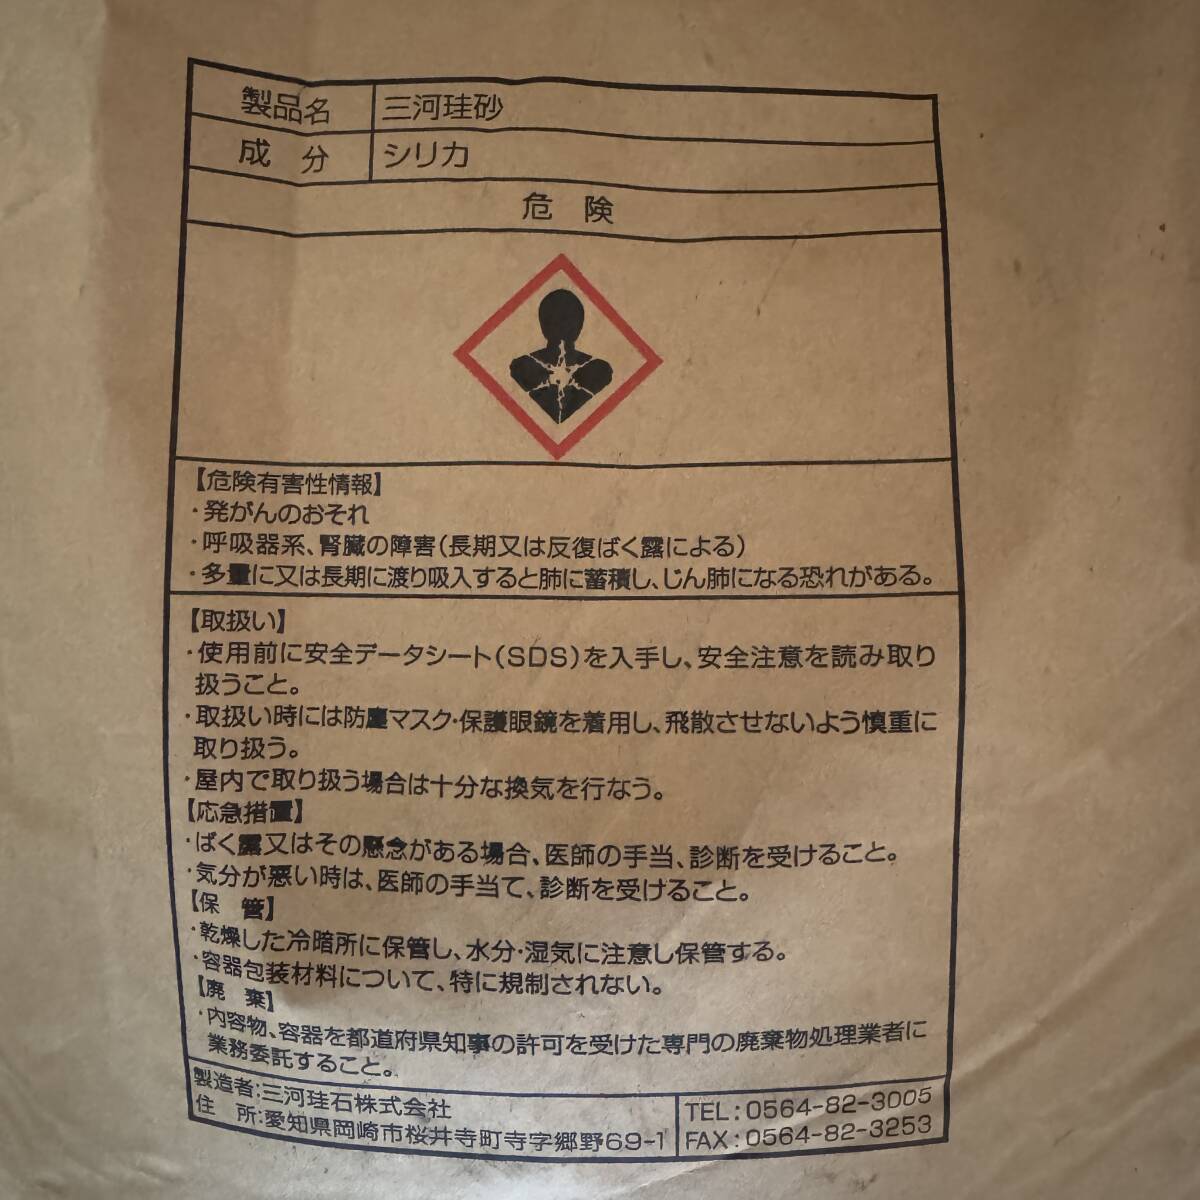 製品名 三河珪砂
成 分 シリカ
危 険
【危険有害性情報】
・発がんのおそれ
・呼吸器系、腎臓の障害(長期又は反復ばく露による)
・多量に又は長期に渡り吸入すると肺に蓄積し、じん肺になる恐れがある。
【取扱い】
・使用前に安全データシート(SDS)を入手し、安全注意を読み取り
扱うこと。
・取扱い時には防塵マスク・保護眼鏡を着用し、飛散させないよう慎重に
取り扱う。
・屋内で取り扱う場合は十分な換気を行なう。
【応急措置】
・ばく露又はその懸念がある場合、医師の手当、診断を受けること。
・気分が悪い時は、医師の手当て、診断を受けること。
【保 管】
・乾燥した冷暗所に保管し、水分・湿気に注意し保管する。
・容器包装材料について、特に規制されない。
【廃 棄】
・内容物、容器を都道府県知事の許可を受けた専門の廃棄物処理業者に
業務委託すること。
製造者:三河珪石株式会社
住 所:愛知県岡崎市桜井寺町寺字郷野69-1
TEL:0564-82-3005
FAX:0564-82-3253